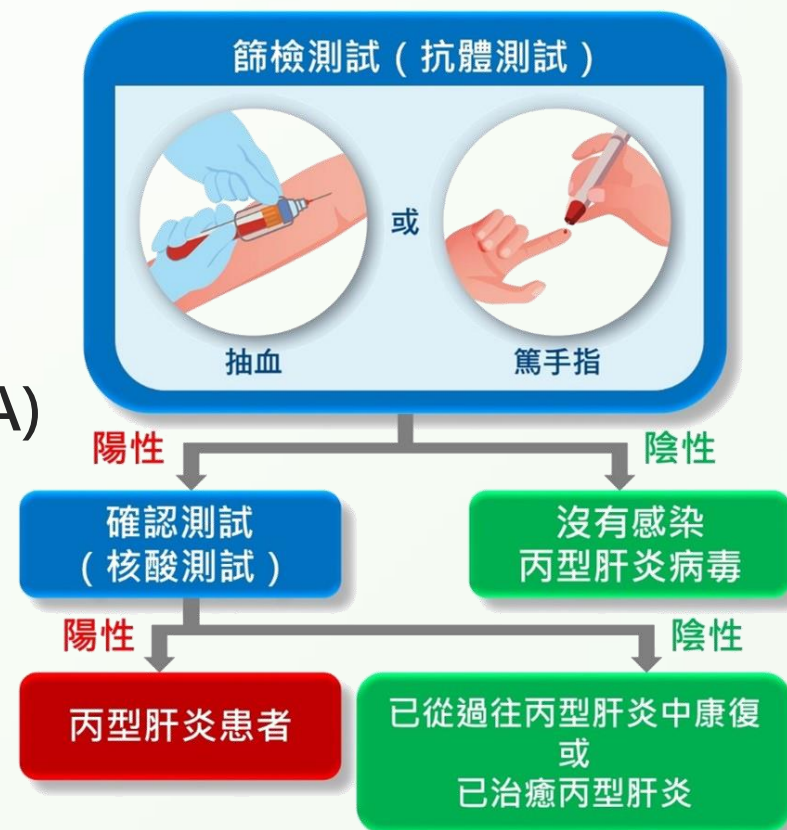 篩檢測試（抗體測試）
或
抽血
篤手指
A)
陽性
陰性
確認測試
（核酸測試）
沒有感染
丙型肝炎病毒
陽性
陰性
丙型肝炎患者
已從過往丙型肝炎中康復
或
已治癒丙型肝炎